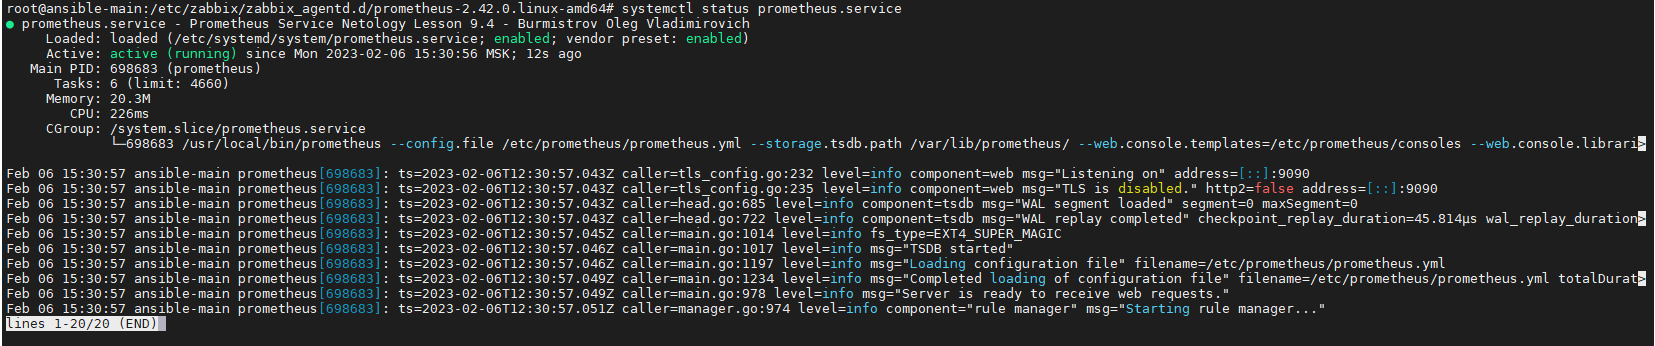 root@ansible-main:/etc/zabbix/zabbix_agentd.d/prometheus-2.42.0.linux-amd64# systemctl status prometheus.service
● prometheus.service - Prometheus Service Netology Lesson 9.4 - Burmistrov Oleg Vladimirovich
Loaded: loaded (/etc/systemd/system/prometheus.service; enabled; vendor preset: enabled)
Active: active (running) since Mon 2023-02-06 15:30:56 MSK; 12s ago
Main PID: 698683 (prometheus)
Tasks: 6 (limit: 4660)
Memory: 20.3M
CPU: 226ms
CGroup: /system.slice/prometheus.service
└─698683 /usr/local/bin/prometheus --config.file /etc/prometheus/prometheus.yml --storage.tsdb.path /var/lib/prometheus/ --web.console.templates=/etc/prometheus/consoles --web.console.librari>
Feb 06 15:30:57 ansible-main prometheus[698683]: ts=2023-02-06T12:30:57.043Z caller=tls_config.go:232 level=info component=web msg="Listening on" address=[::]:9090
Feb 06 15:30:57 ansible-main prometheus[698683]: ts=2023-02-06T12:30:57.043Z caller=tls_config.go:235 level=info component=web msg="TLS is disabled." http2=false address=[::]:9090
Feb 06 15:30:57 ansible-main prometheus[698683]: ts=2023-02-06T12:30:57.043Z caller=head.go:685 level=info component=tsdb msg="WAL segment loaded" segment=0 maxSegment=0
Feb 06 15:30:57 ansible-main prometheus[698683]: ts=2023-02-06T12:30:57.043Z caller=head.go:722 level=info component=tsdb msg="WAL replay completed" checkpoint_replay_duration=45.814µs wal_replay_duration>
Feb 06 15:30:57 ansible-main prometheus[698683]: ts=2023-02-06T12:30:57.045Z caller=main.go:1014 level=info fs_type=EXT4_SUPER_MAGIC
Feb 06 15:30:57 ansible-main prometheus[698683]: ts=2023-02-06T12:30:57.046Z caller=main.go:1017 level=info msg="TSDB started"
Feb 06 15:30:57 ansible-main prometheus[698683]: ts=2023-02-06T12:30:57.046Z caller=main.go:1197 level=info msg="Loading configuration file" filename=/etc/prometheus/prometheus.yml
Feb 06 15:30:57 ansible-main prometheus[698683]: ts=2023-02-06T12:30:57.049Z caller=main.go:1234 level=info msg="Completed loading of configuration file" filename=/etc/prometheus/prometheus.yml totalDurat>
Feb 06 15:30:57 ansible-main prometheus[698683]: ts=2023-02-06T12:30:57.049Z caller=main.go:978 level=info msg="Server is ready to receive web requests."
Feb 06 15:30:57 ansible-main prometheus[698683]: ts=2023-02-06T12:30:57.051Z caller=manager.go:974 level=info component="rule manager" msg="Starting rule manager..."
lines 1-20/20 (END)